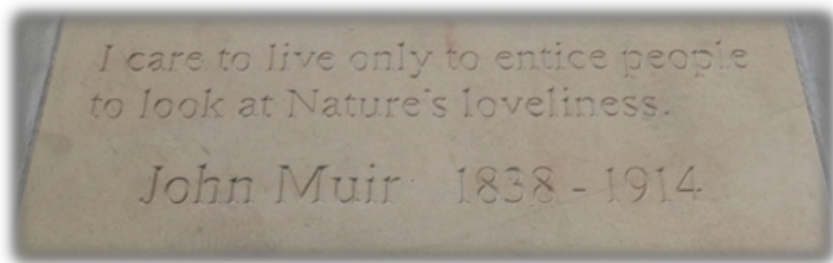 I care to live only to entice people
to look at Nature's loveliness.
John Muir 1838 - 1914